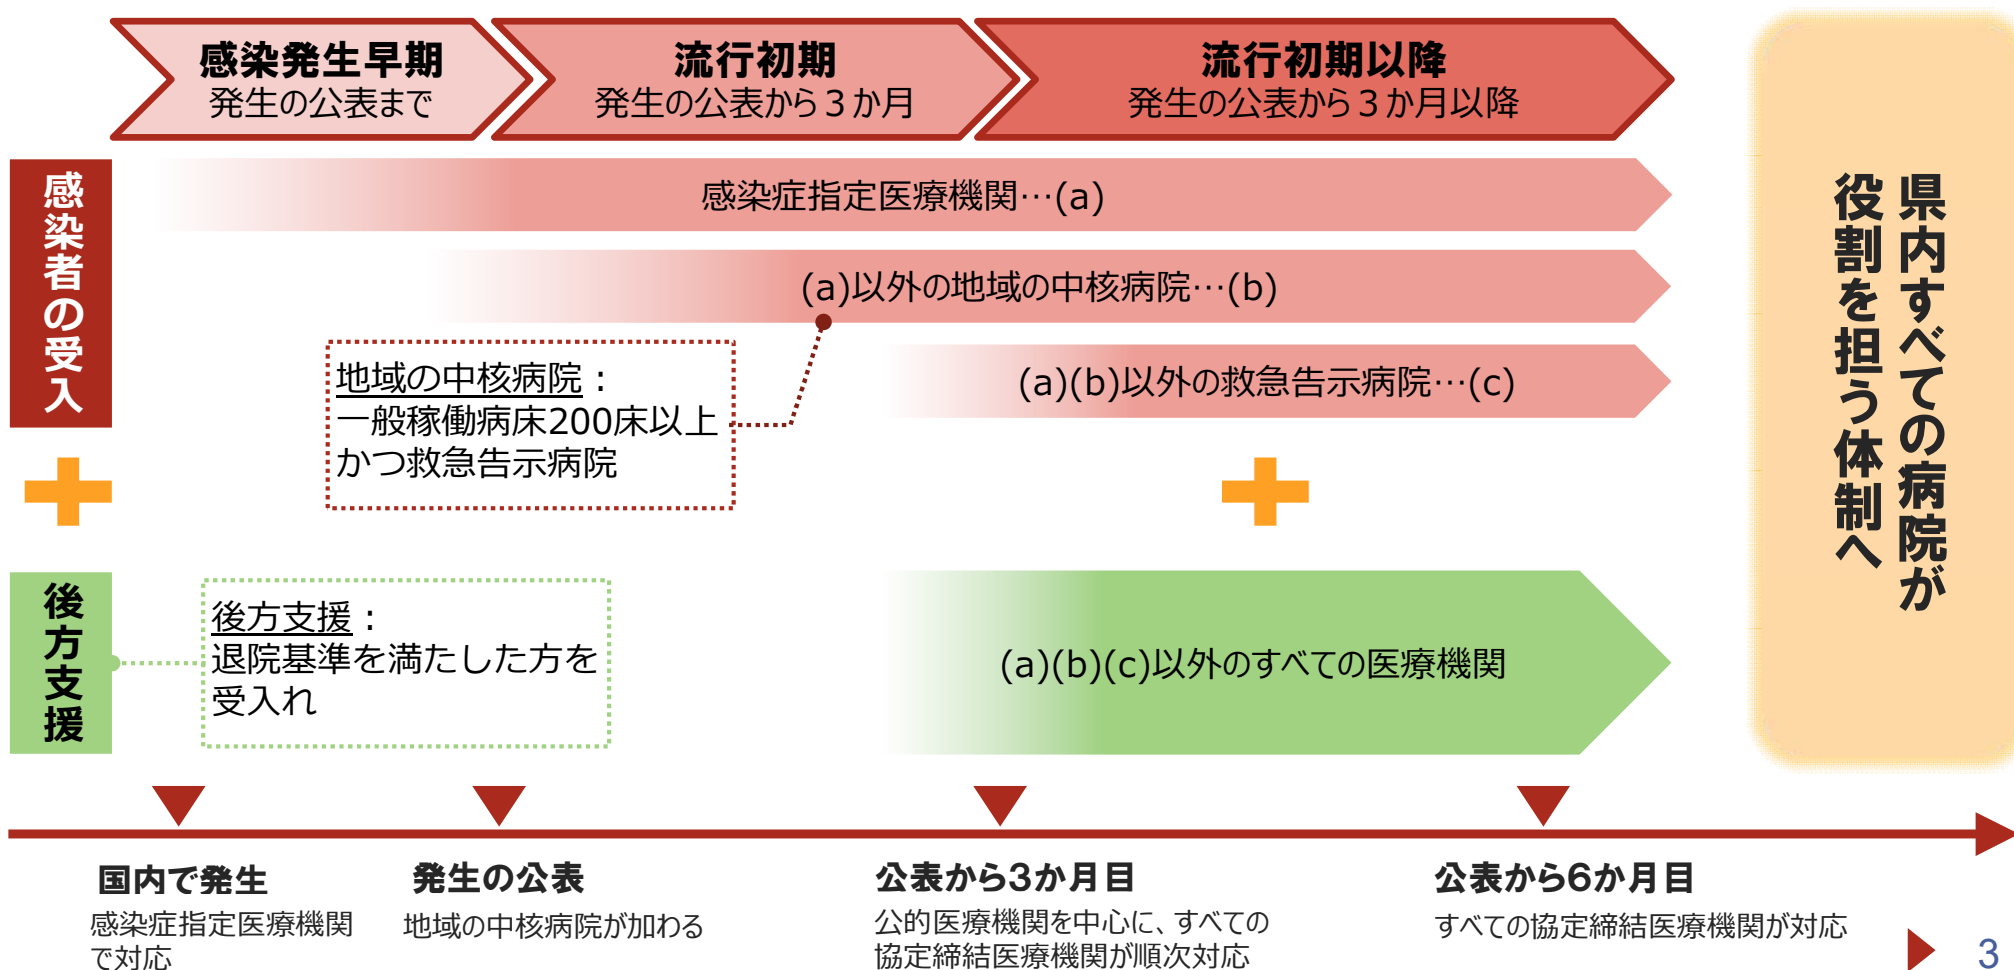 感染発生早期
発生の公表まで
流行初期
発生の公表から3か月
流行初期以降
発生の公表から3か月以降
感染者の受入
感染症指定医療機関…(a)
(a)以外の地域の中核病院…(b)
(a)(b)以外の救急告示病院…(c)
地域の中核病院：
一般稼働病床200床以上
かつ救急告示病院
後方支援
後方支援：
退院基準を満たした方を
受入れ
(a)(b)(c)以外のすべての医療機関
県内すべての病院が
役割を担う体制へ
国内で発生
感染症指定医療機関
で対応
発生の公表
地域の中核病院が加わる
公表から3か月目
公的医療機関を中心に、すべての
協定締結医療機関が順次対応
公表から6か月目
すべての協定締結医療機関が対応
3